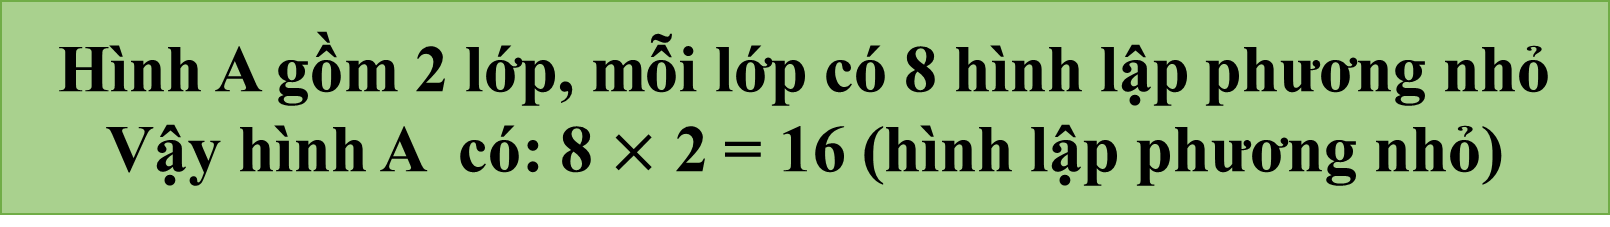 Hình A gồm 2 lớp, mỗi lớp có 8 hình lập phương nhỏ
Vậy hình A có: 8 × 2 = 16 (hình lập phương nhỏ)